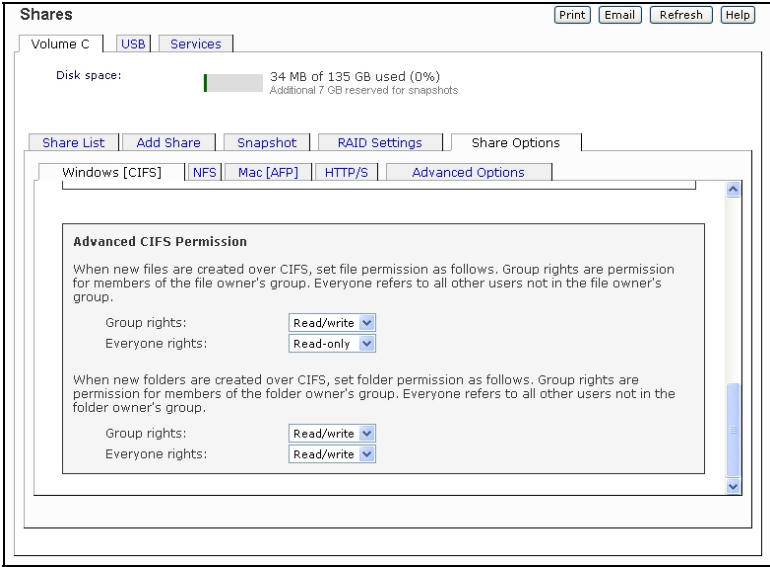 Shares
Print Email Refresh Help
Volume C USB Services
Disk space: 34 MB of 135 GB used (0%)
Additional 7 GB reserved for snapshots
Share List Add Share Snapshot RAID Settings Share Options
Windows [CIFS] NFS Mac [AFP] HTTP/S Advanced Options
Advanced CIFS Permission
When new files are created over CIFS, set file permission as follows. Group rights are permission
for members of the file owner's group. Everyone refers to all other users not in the file owner's
group.
Group rights: Read/write
Everyone rights: Read-only
When new folders are created over CIFS, set folder permission as follows. Group rights are
permission for members of the folder owner's group. Everyone refers to all other users not in the
folder owner's group.
Group rights: Read/write
Everyone rights: Read/write